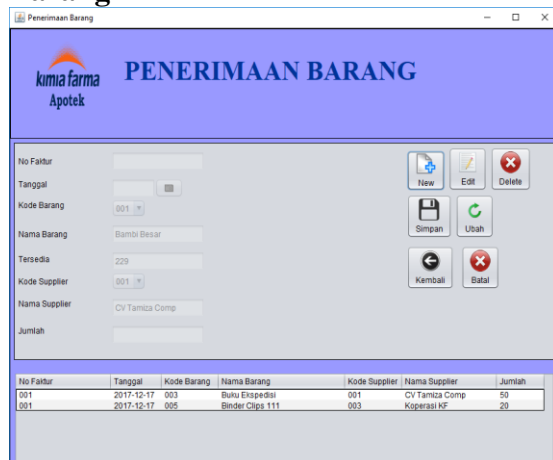 Penerimaan Barang
kimia farma
Apotek
PENERIMAAN BARANG
No Faktur
Tanggal
Kode Barang 001
Nama Barang Bambi Besar
Tersedia 229
Kode Supplier 001
Nama Supplier CV Tamiza Comp
Jumlah
New Edit Delete
Simpan Ubah
Kembali Batal
No Faktur Tanggal Kode Barang Nama Barang Kode Supplier Nama Supplier Jumlah
001 2017-12-17 003 Buku Ekspedisi 001 CV Tamiza Comp 50
001 2017-12-17 005 Binder Clips 111 003 Koperasi KF 20